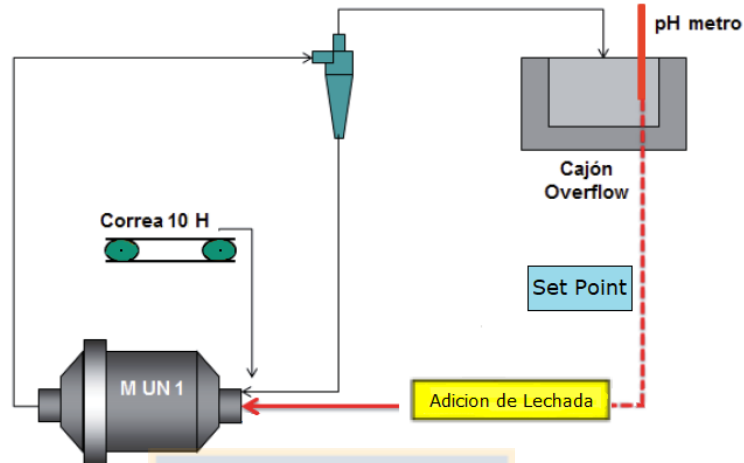 pH metro
Cajón
Overflow
Correa 10 H
Set Point
M UN 1
Adicion de Lechada